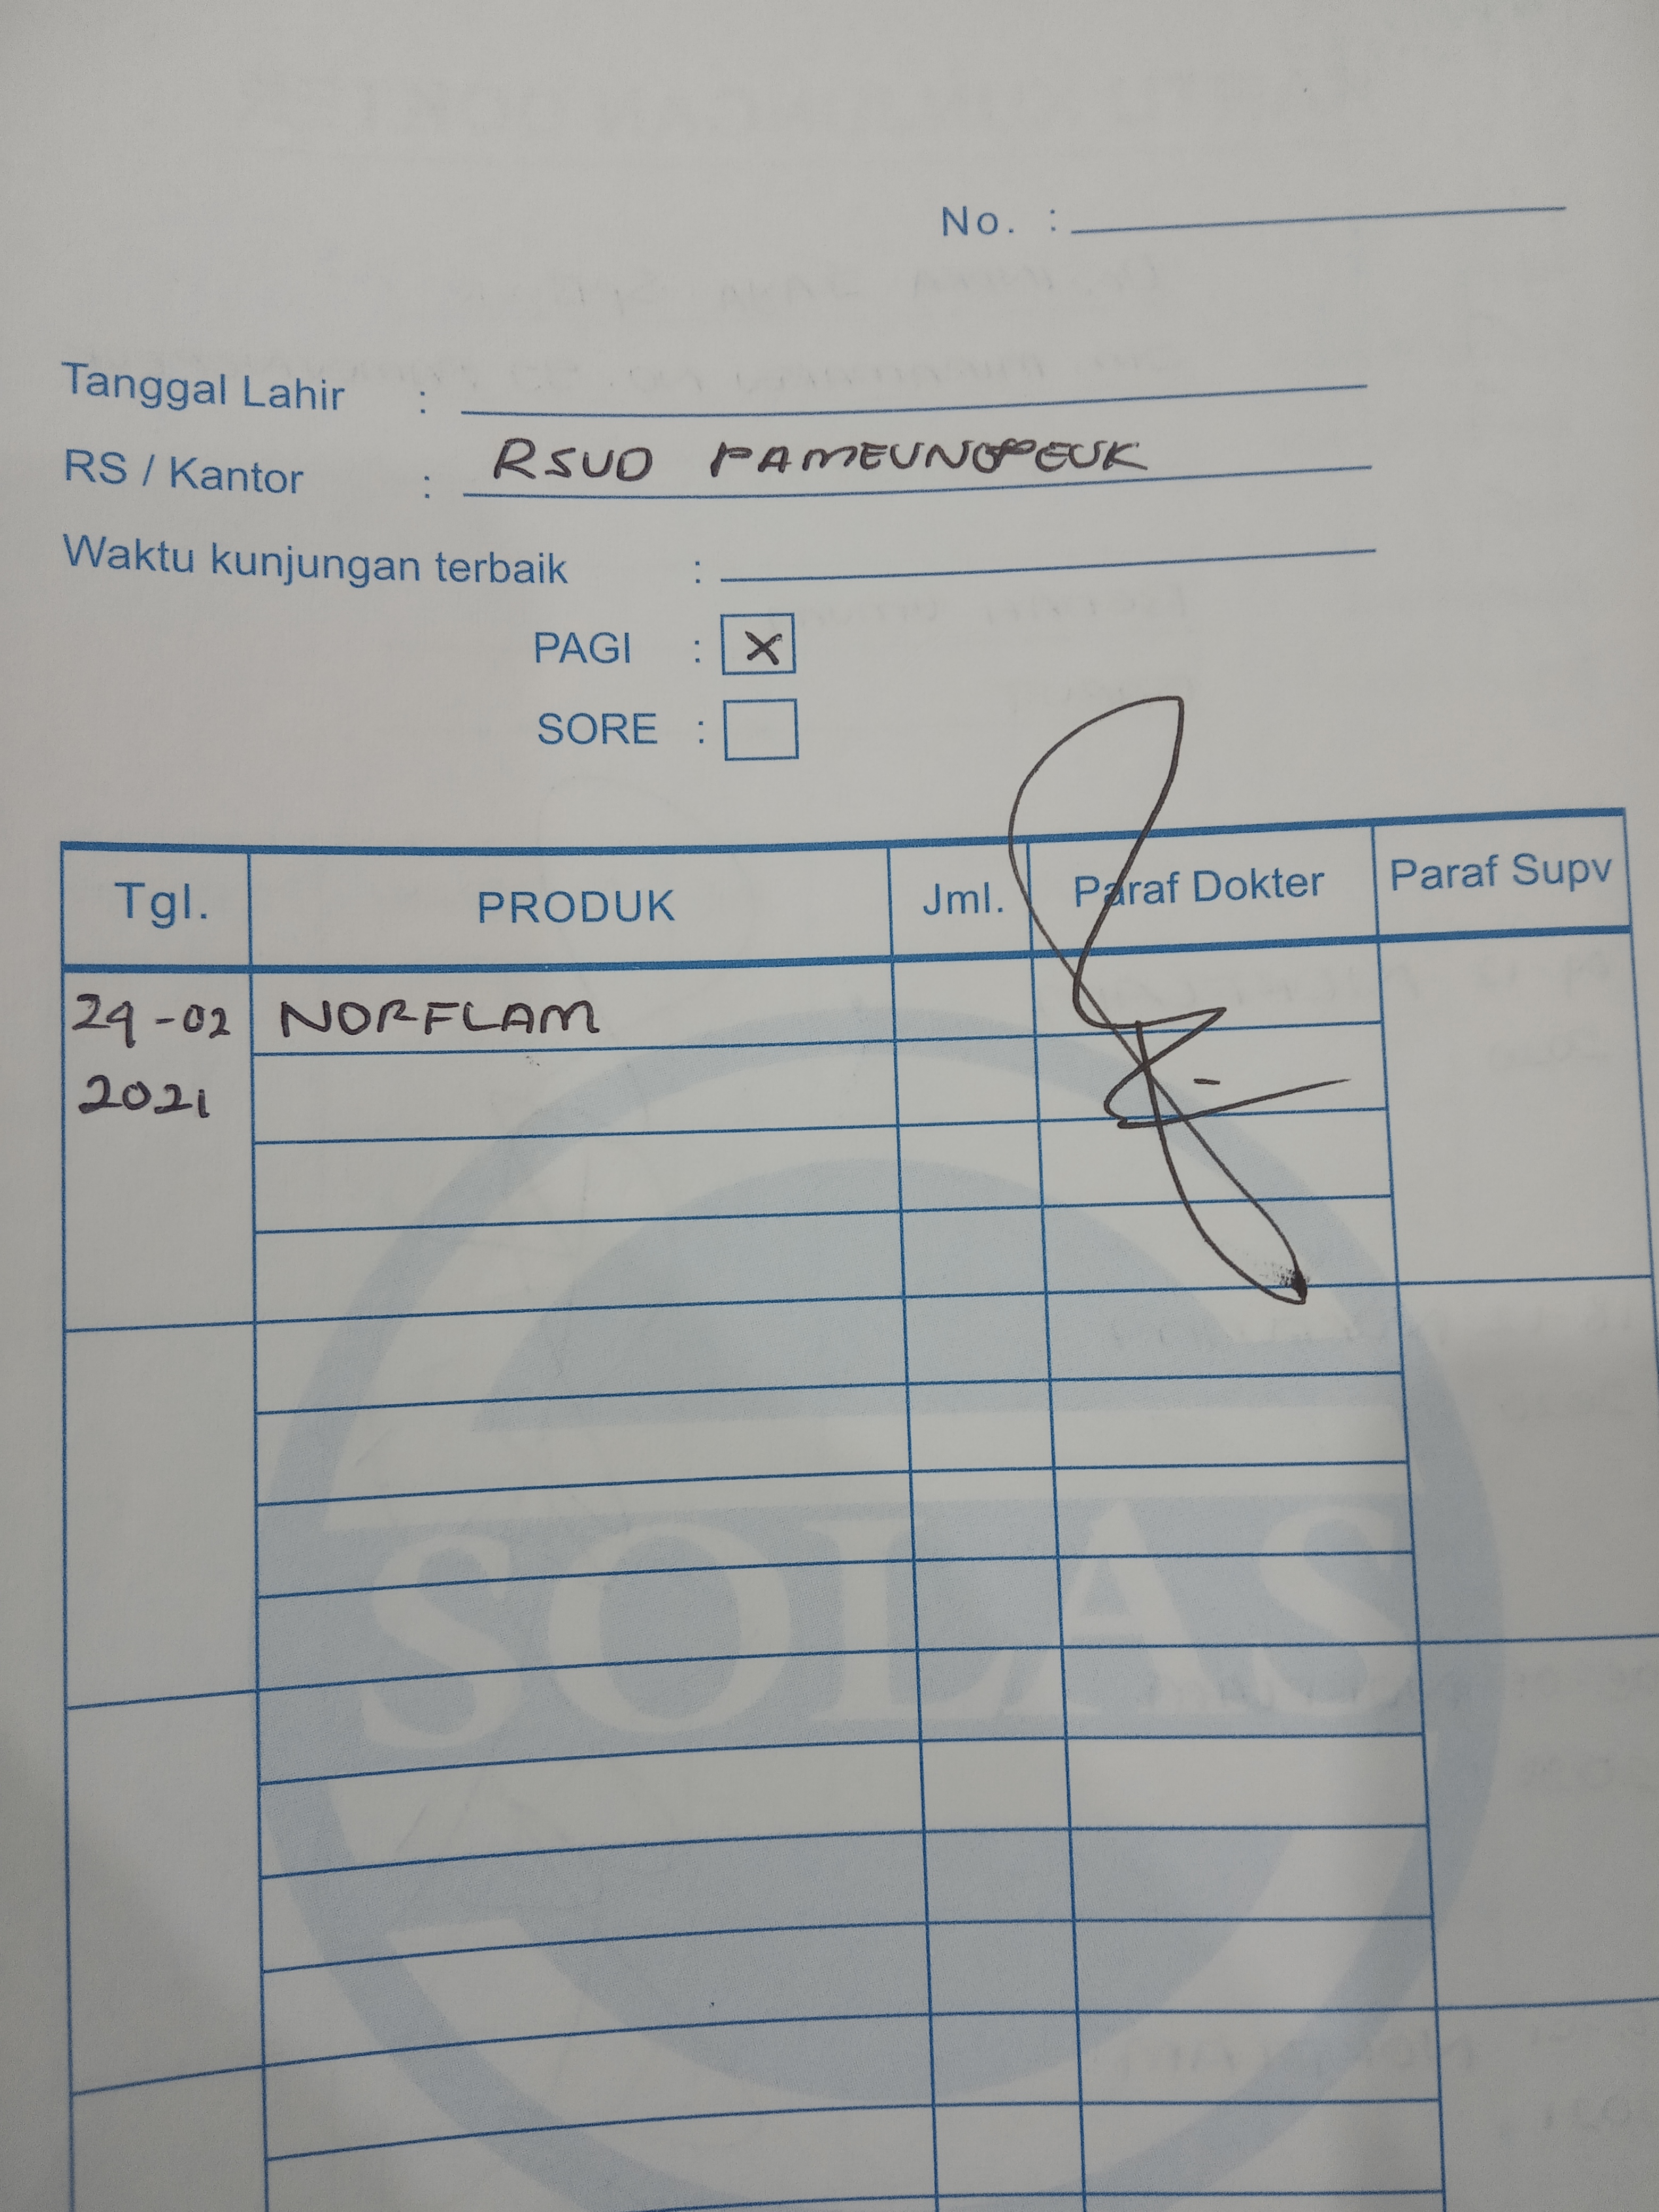 No. :
Tanggal Lahir :
RS / Kantor : RSUD PAMEUNGPEUK
Waktu kunjungan terbaik :
PAGI : X
SORE :
Tgl. PRODUK Jml. Paraf Dokter Paraf Supv
29-02 NORFLAM
2021
SOLAS